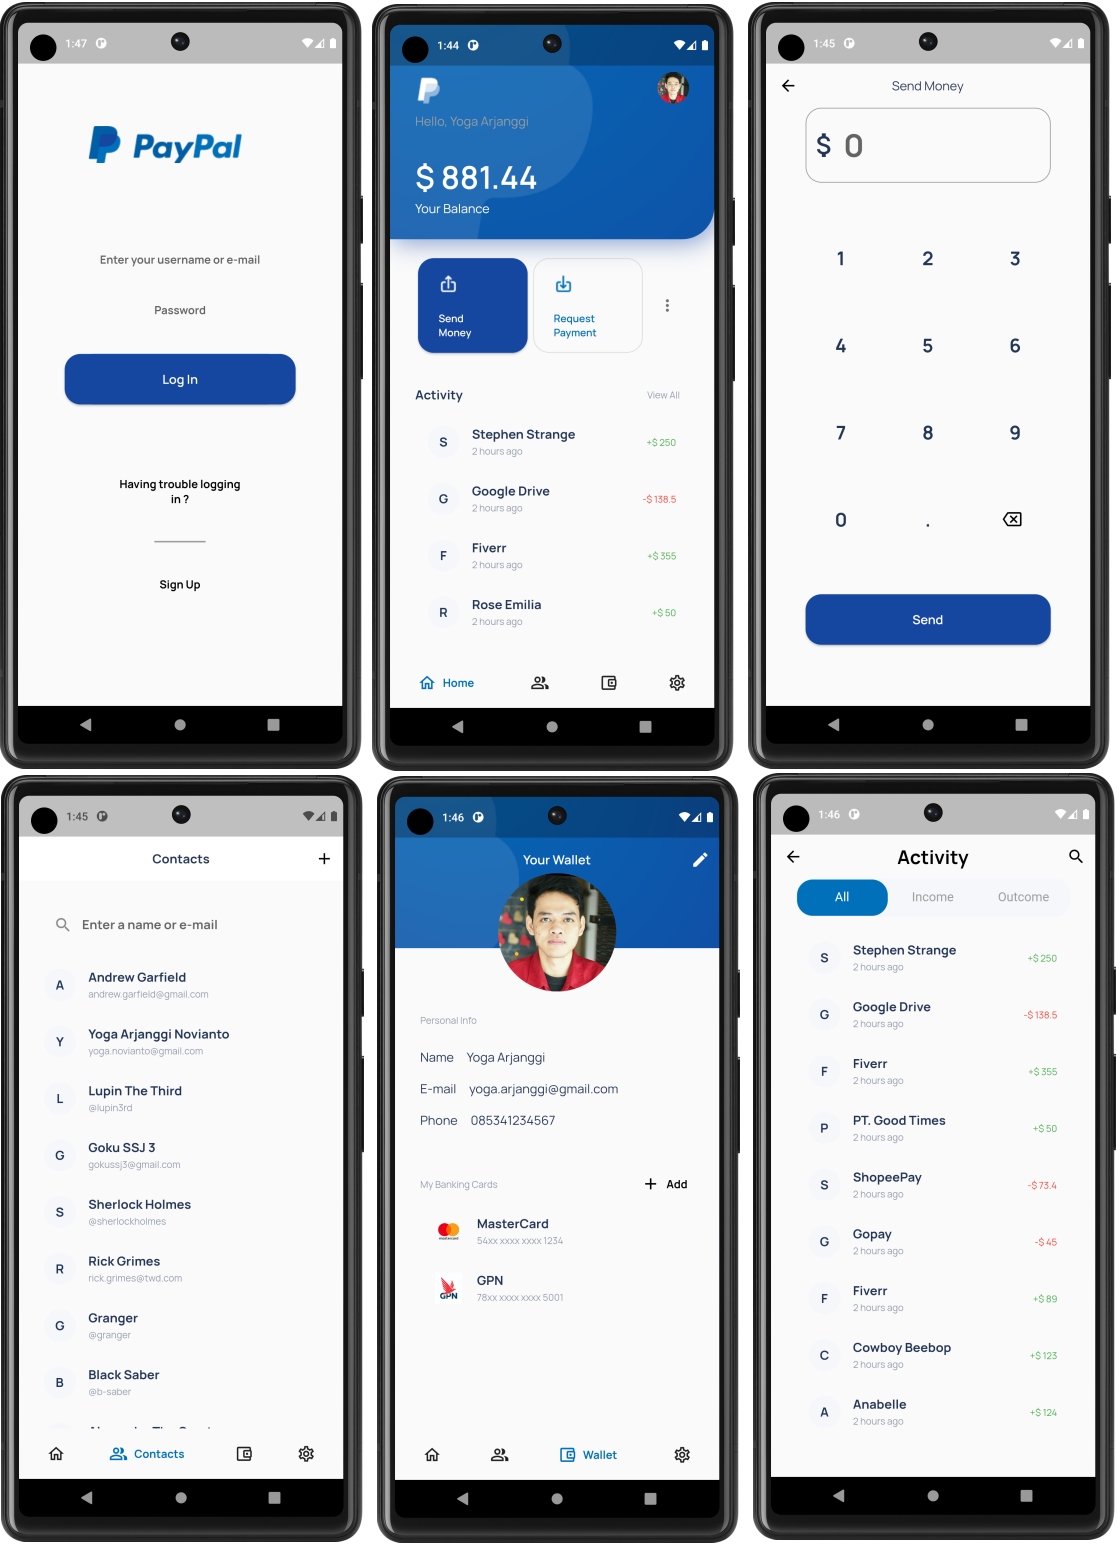 1:47
PayPal
Enter your username or e-mail
Password
Log In
Having trouble logging
in ?
Sign Up
1:44
Hello, Yoga Arjanggi
$ 881.44
Your Balance
Send
Money
Request
Payment
Activity
View All
S
Stephen Strange
2 hours ago
+$ 250
G
Google Drive
2 hours ago
-$ 138.5
F
Fiverr
2 hours ago
+$ 355
R
Rose Emilia
2 hours ago
+$ 50
Home
1:45
Send Money
$ 0
1 2 3
4 5 6
7 8 9
0 .
Send
1:45
Contacts
Enter a name or e-mail
A
Andrew Garfield
andrew.garfield@gmail.com
Y
Yoga Arjanggi Novianto
yoga.novianto@gmail.com
L
Lupin The Third
@lupin3rd
G
Goku SSJ 3
gokussj3@gmail.com
S
Sherlock Holmes
@sherlockholmes
R
Rick Grimes
rick.grimes@twd.com
G
Granger
@granger
B
Black Saber
@b-saber
Contacts
1:46
Your Wallet
Personal Info
Name Yoga Arjanggi
E-mail yoga.arjanggi@gmail.com
Phone 085341234567
My Banking Cards
Add
MasterCard
54xx xxxx xxxx 1234
GPN
GPN
78xx xxxx xxxx 5001
Wallet
1:46
Activity
All Income Outcome
S
Stephen Strange
2 hours ago
+$ 250
G
Google Drive
2 hours ago
-$ 138.5
F
Fiverr
2 hours ago
+$ 355
P
PT. Good Times
2 hours ago
+$ 50
S
ShopeePay
2 hours ago
-$ 73.4
G
Gopay
2 hours ago
-$ 45
F
Fiverr
2 hours ago
+$ 89
C
Cowboy Beebop
2 hours ago
+$ 123
A
Anabelle
2 hours ago
+$ 124